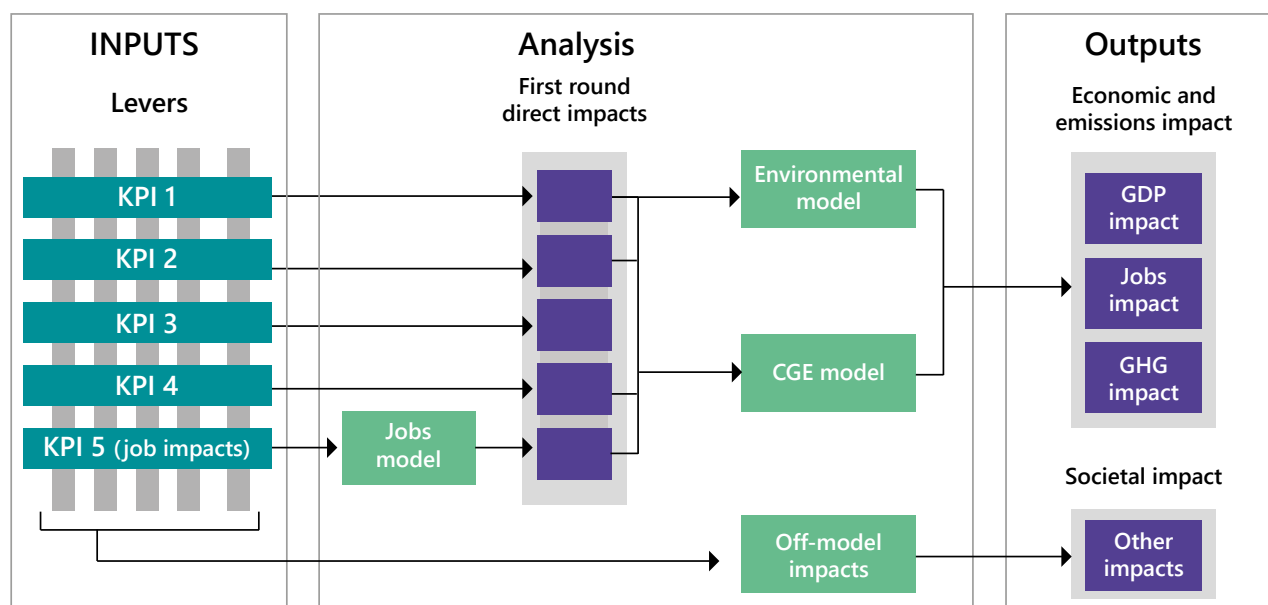 INPUTS
Levers
KPI 1
KPI 2
KPI 3
KPI 4
KPI 5 (job impacts)
Analysis
First round
direct impacts
Jobs
model
Environmental
model
CGE model
Off-model
impacts
Outputs
Economic and
emissions impact
GDP
impact
Jobs
impact
GHG
impact
Societal impact
Other
impacts